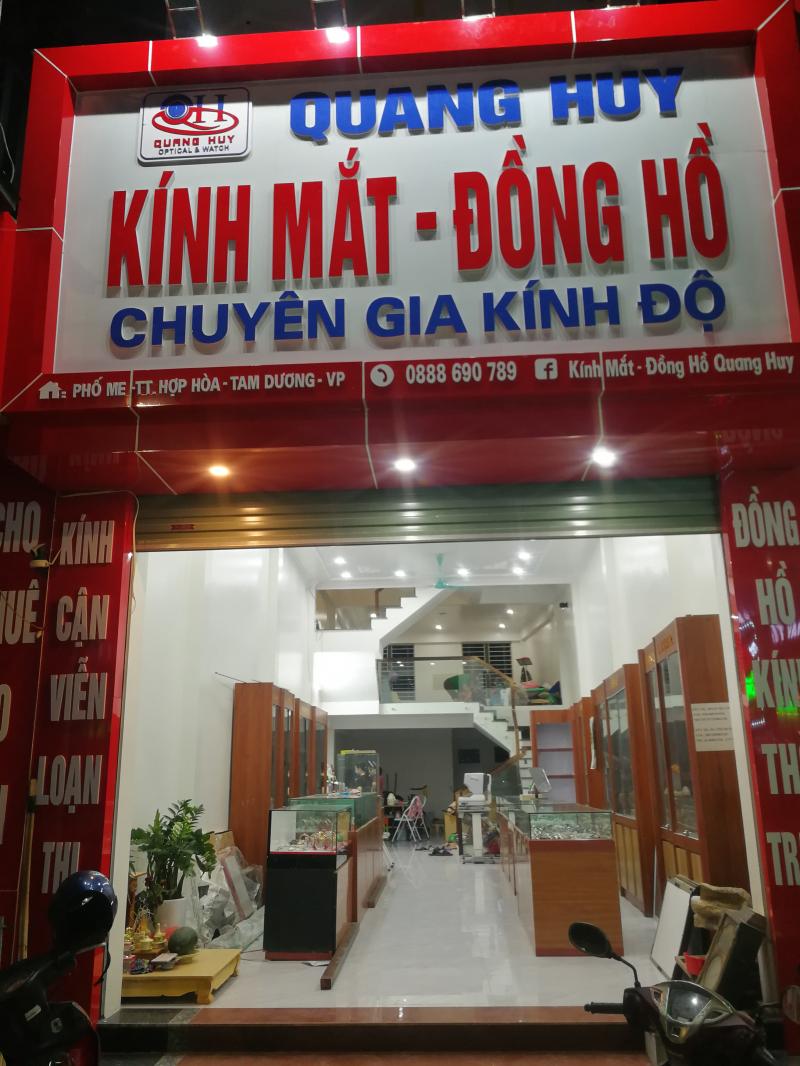 QH
QUANG HUY
OPTICAL & WATCH
QUANG HUY
KÍNH MẮT - ĐỒNG HỒ
CHUYÊN GIA KÍNH ĐỘ
PHỐ ME -TT. HỢP HÒA - TAM DƯƠNG - VP
0888 690 789
Kính Mắt - Đồng Hồ Quang Huy
KÍNH
CẬN
VIỄN
LOẠN
THỊ
ĐỒNG
HỒ